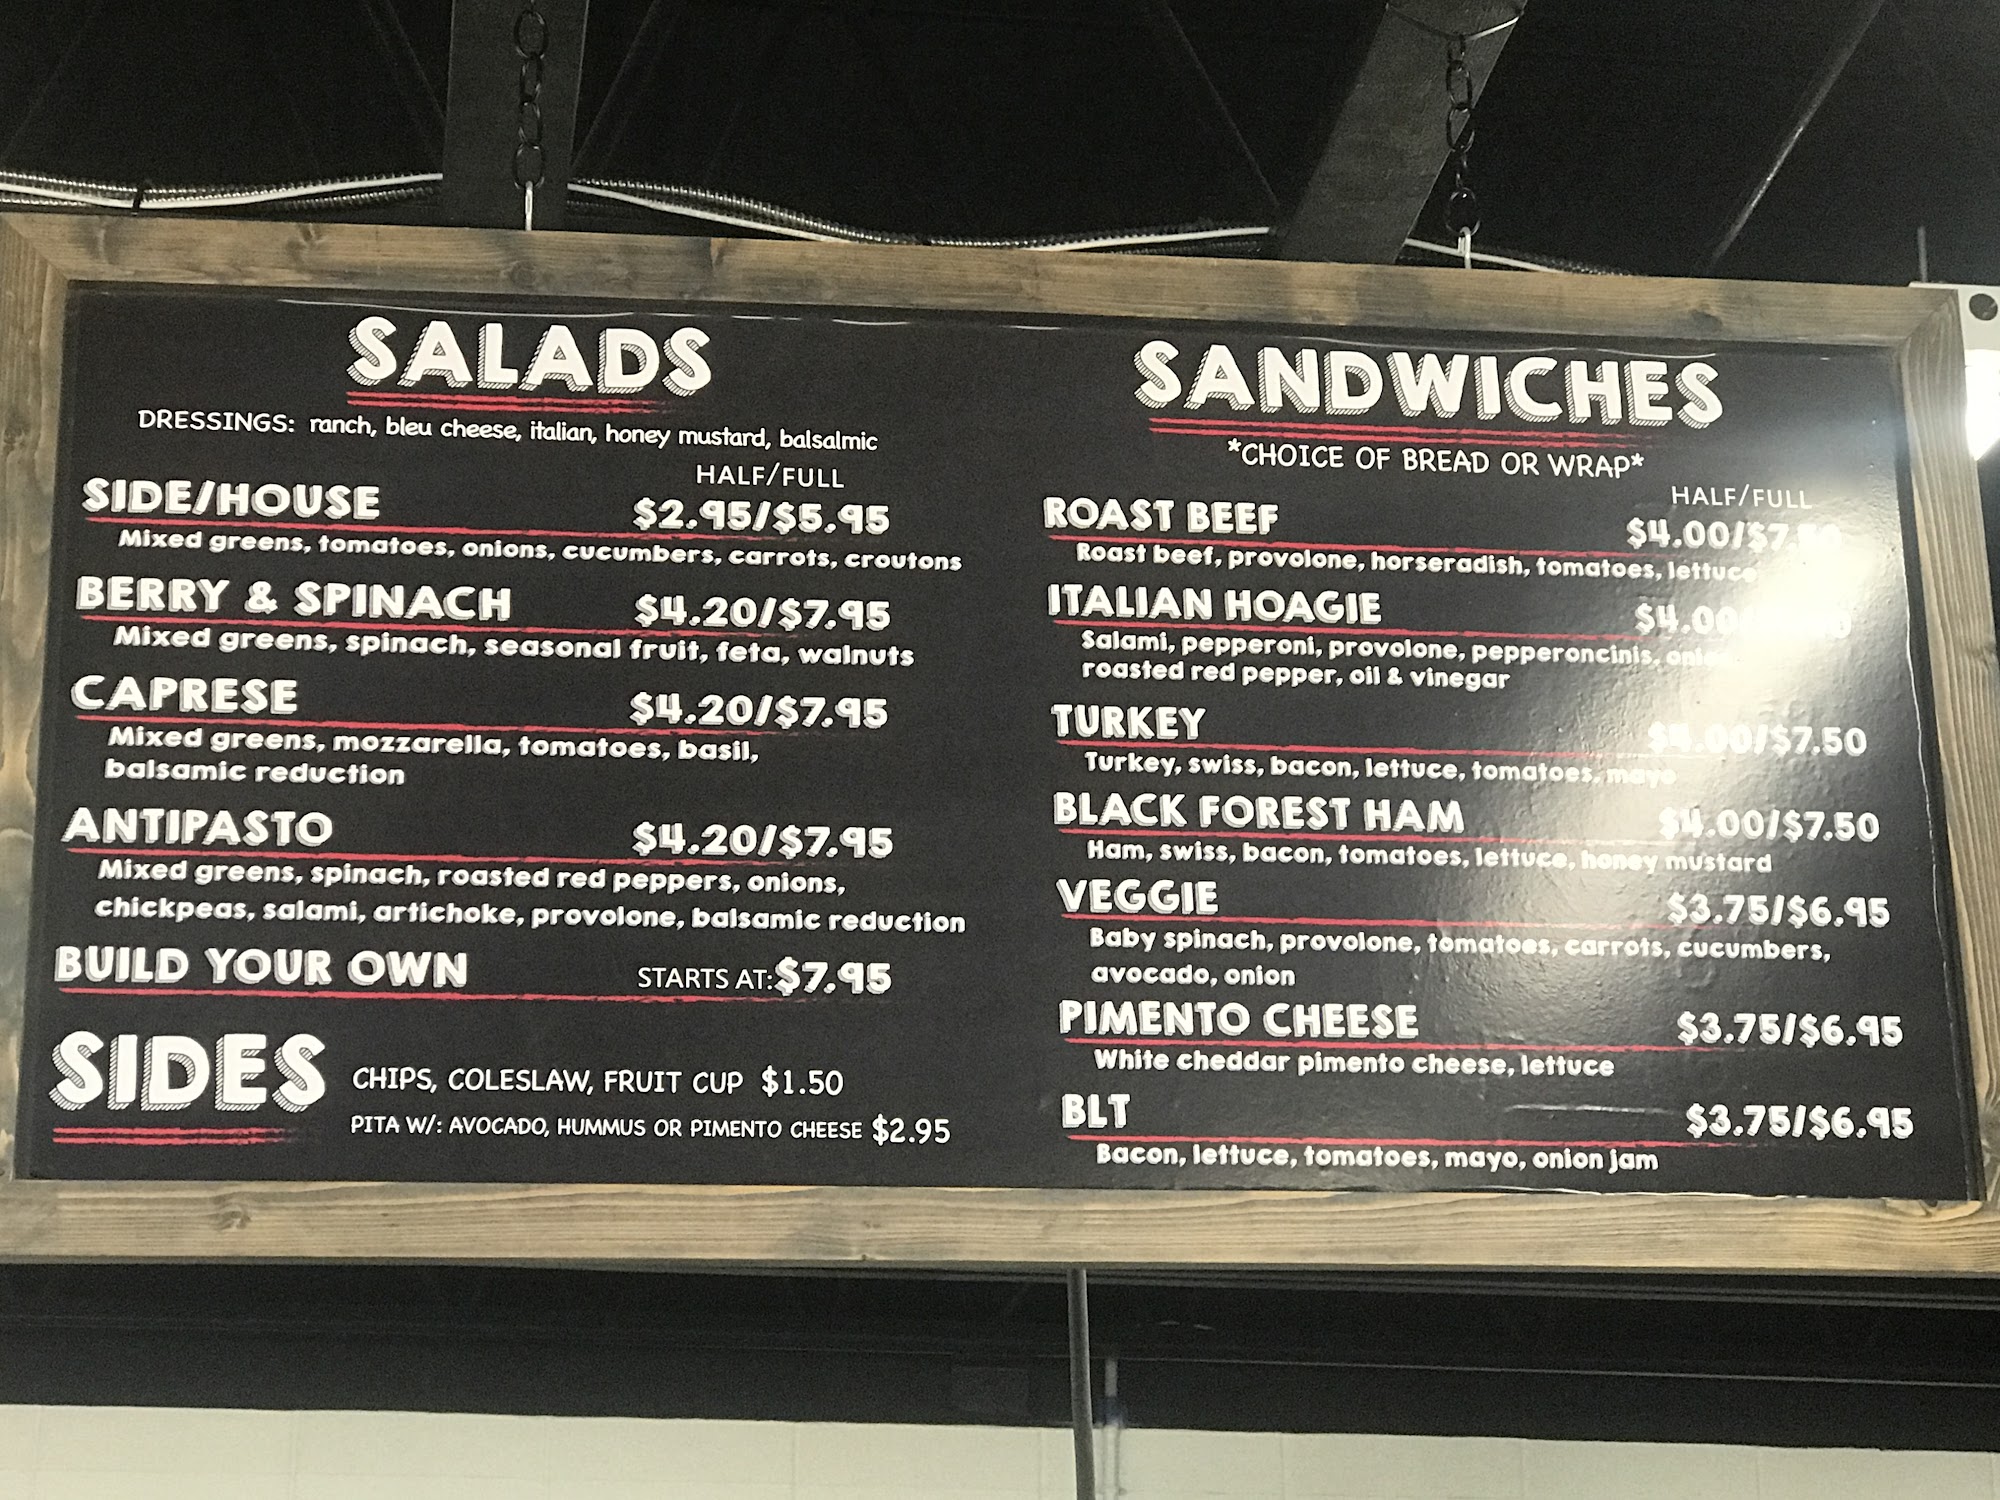 SALADS
DRESSINGS: ranch, bleu cheese, italian, honey mustard, balsalmic
HALF/FULL
SIDE/HOUSE $2.95/$5.95
Mixed greens, tomatoes, onions, cucumbers, carrots, croutons
BERRY & SPINACH $4.20/$7.95
Mixed greens, spinach, seasonal fruit, feta, walnuts
CAPRESE $4.20/$7.95
Mixed greens, mozzarella, tomatoes, basil,
balsamic reduction
ANTIPASTO $4.20/$7.95
Mixed greens, spinach, roasted red peppers, onions,
chickpeas, salami, artichoke, provolone, balsamic reduction
BUILD YOUR OWN STARTS AT: $7.95
SIDES
CHIPS, COLESLAW, FRUIT CUP $1.50
PITA W/: AVOCADO, HUMMUS OR PIMENTO CHEESE $2.95
SANDWICHES
*CHOICE OF BREAD OR WRAP*
HALF/FULL
ROAST BEEF $4.00/
Roast beef, provolone, horseradish, tomatoes, lettuce
ITALIAN HOAGIE $4.00
Salami, pepperoni, provolone, pepperoncinis,
roasted red pepper, oil & vinegar
TURKEY $4.00/$7.50
Turkey, swiss, bacon, lettuce, tomatoes, mayo
BLACK FOREST HAM $4.00/$7.50
Ham, swiss, bacon, tomatoes, lettuce, honey mustard
VEGGIE $3.75/$6.95
Baby spinach, provolone, tomatoes, carrots, cucumbers,
avocado, onion
PIMENTO CHEESE $3.75/$6.95
White cheddar pimento cheese, lettuce
BLT $3.75/$6.95
Bacon, lettuce, tomatoes, mayo, onion jam